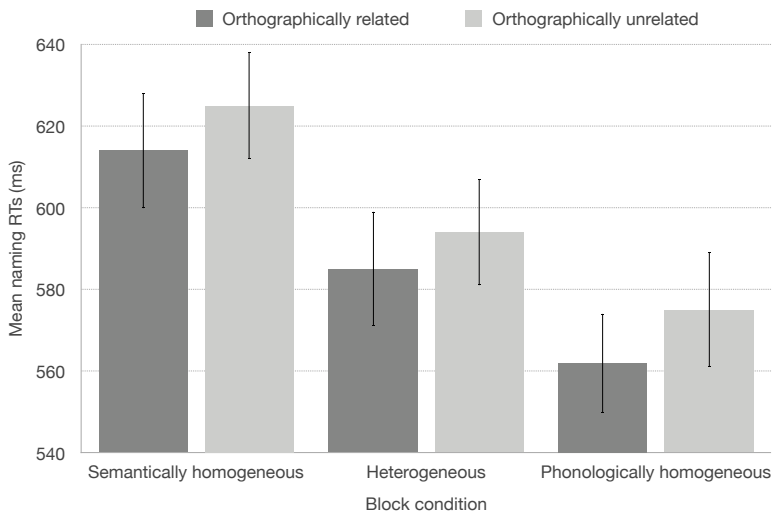 Orthographically related
Orthographically unrelated
640
620
600
580
560
540
Mean naming RTs (ms)
Semantically homogeneous
Heterogeneous
Phonologically homogeneous
Block condition